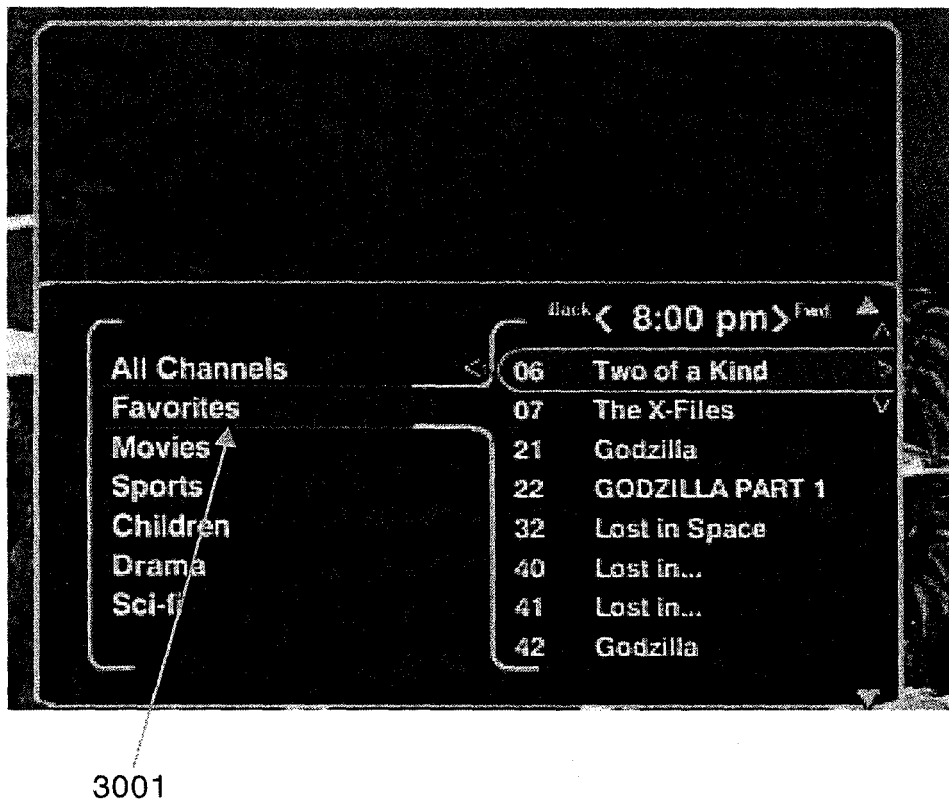 Back < 8:00 pm > Fwd
All Channels < 06 Two of a Kind >
Favorites 07 The X-Files
Movies 21 Godzilla
Sports 22 GODZILLA PART 1
Children 32 Lost in Space
Drama 40 Lost in...
Sci-fi 41 Lost in...
42 Godzilla
3001